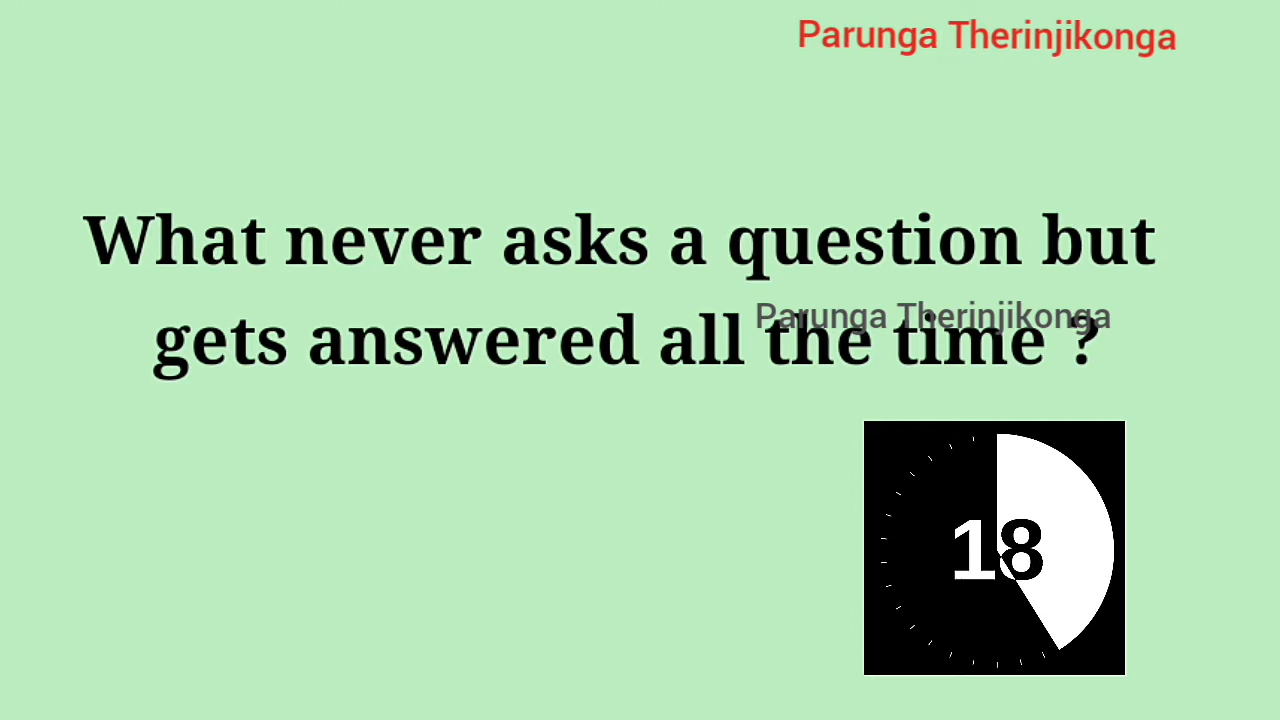 Parunga Therinjikonga
What never asks a question but
Parunga Therinjikonga
gets answered all the time ?
18